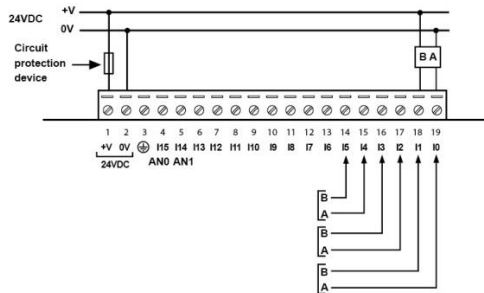 +V
24VDC
0V
Circuit
protection
device
B A
1 2 3 4 5 6 7 8 9 10 11 12 13 14 15 16 17 18 19
+V 0V I15 I14 I13 I12 I11 I10 I9 I8 I7 I6 I5 I4 I3 I2 I1 I0
24VDC AN0 AN1
B
A
B
A
B
A